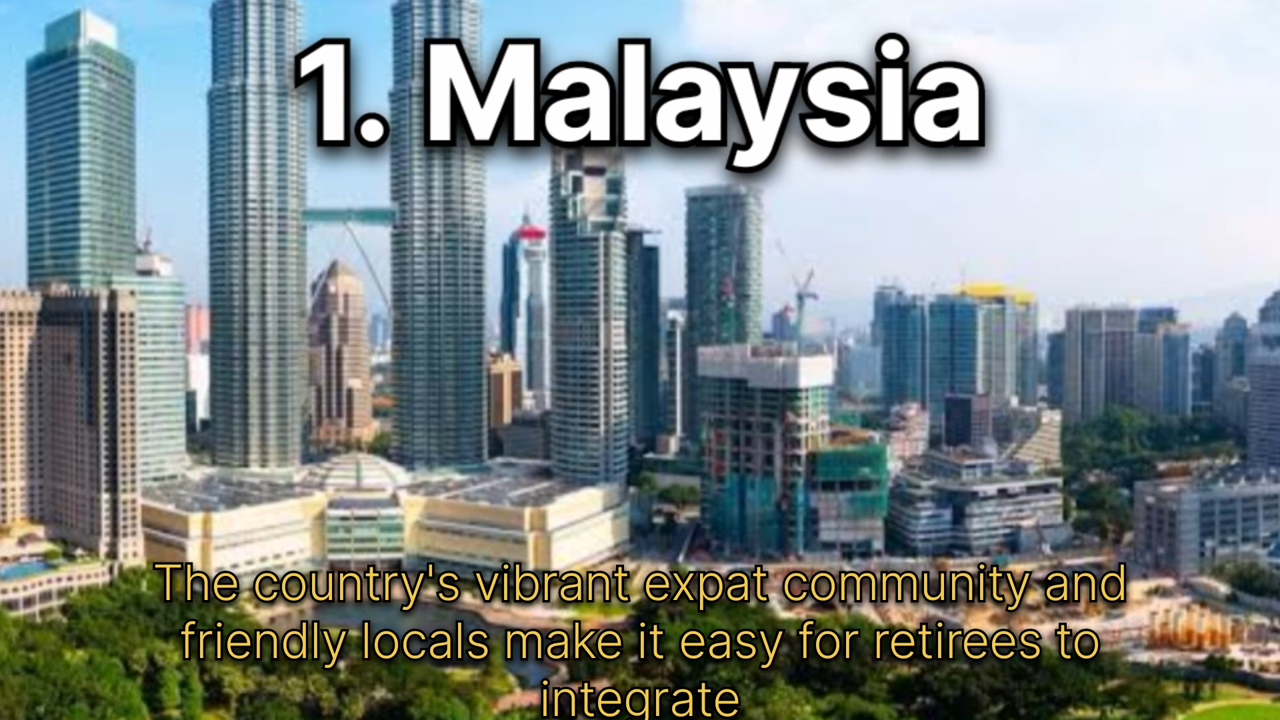 1. Malaysia
The country's vibrant expat community and
friendly locals make it easy for retirees to
integrate